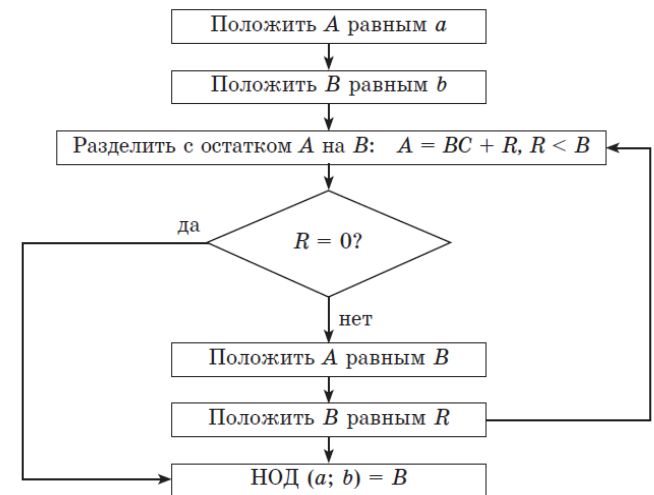 Положить A равным a
Положить B равным b
Разделить с остатком A на B: A = BC + R, R < B
да
R = 0?
нет
Положить A равным B
Положить B равным R
НОД (a; b) = B